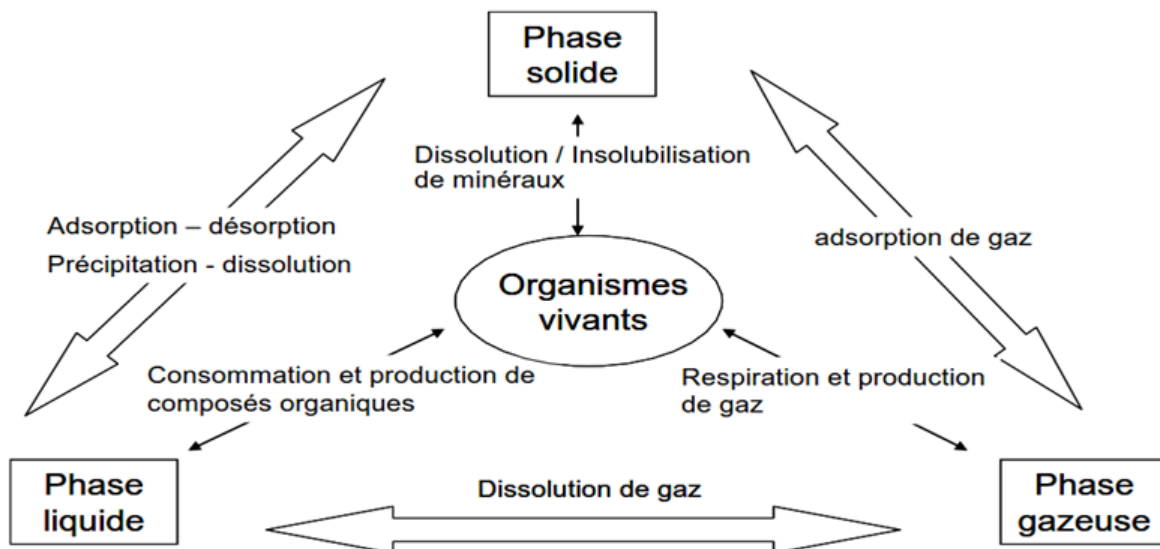 Phase
solide
Dissolution / Insolubilisation
de minéraux
Adsorption – désorption
Précipitation - dissolution
adsorption de gaz
Organismes
vivants
Consommation et production de
composés organiques
Respiration et production
de gaz
Phase
liquide
Dissolution de gaz
Phase
gazeuse